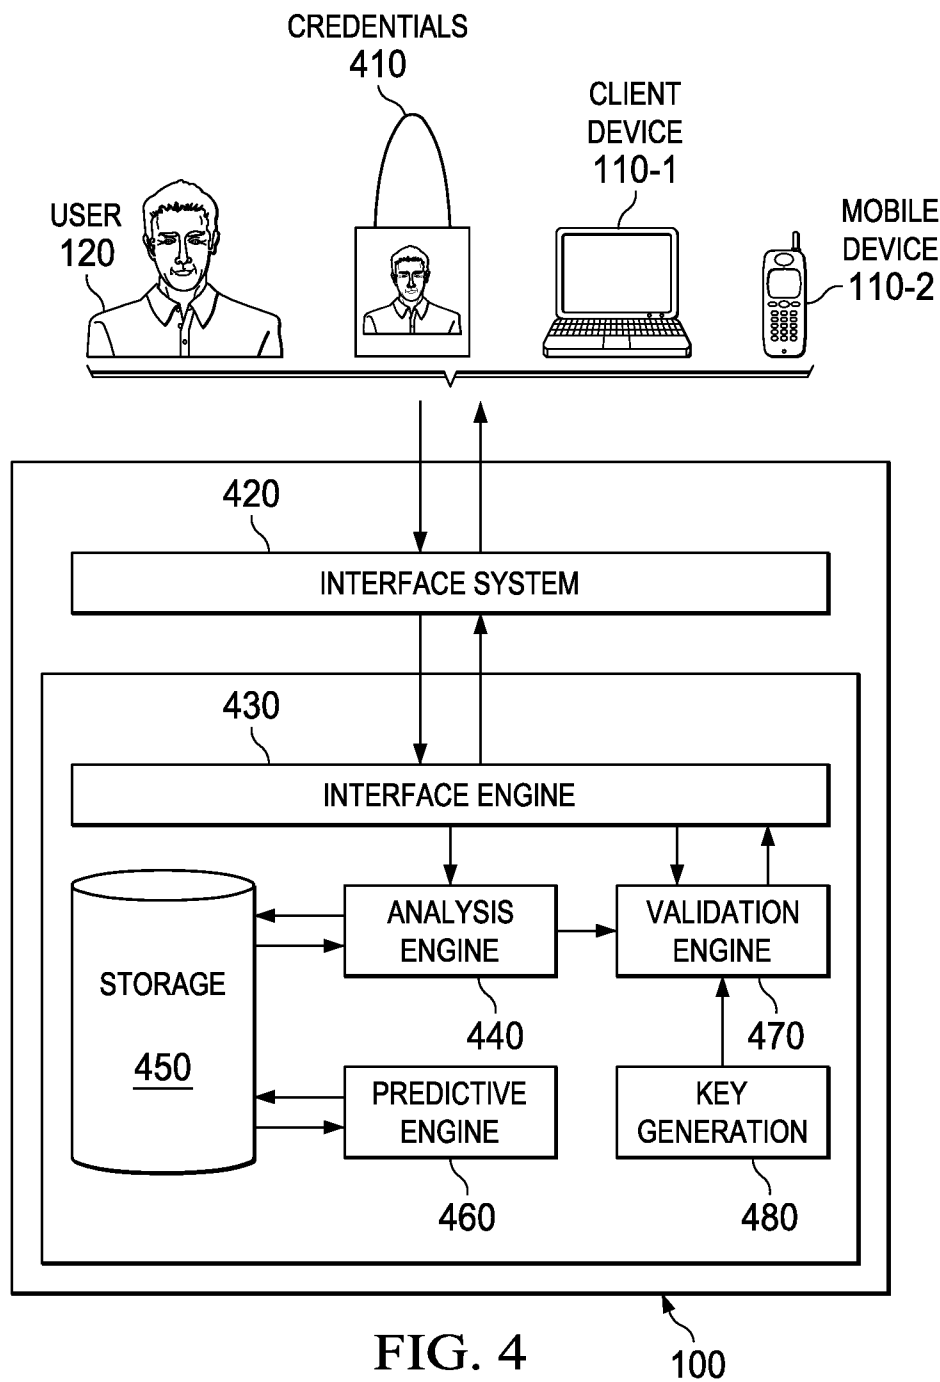 CREDENTIALS
410
CLIENT
DEVICE
110-1
USER
120
MOBILE
DEVICE
110-2
420
INTERFACE SYSTEM
430
INTERFACE ENGINE
ANALYSIS
ENGINE
440
VALIDATION
ENGINE
470
STORAGE
450
PREDICTIVE
ENGINE
460
KEY
GENERATION
480
FIG. 4
100